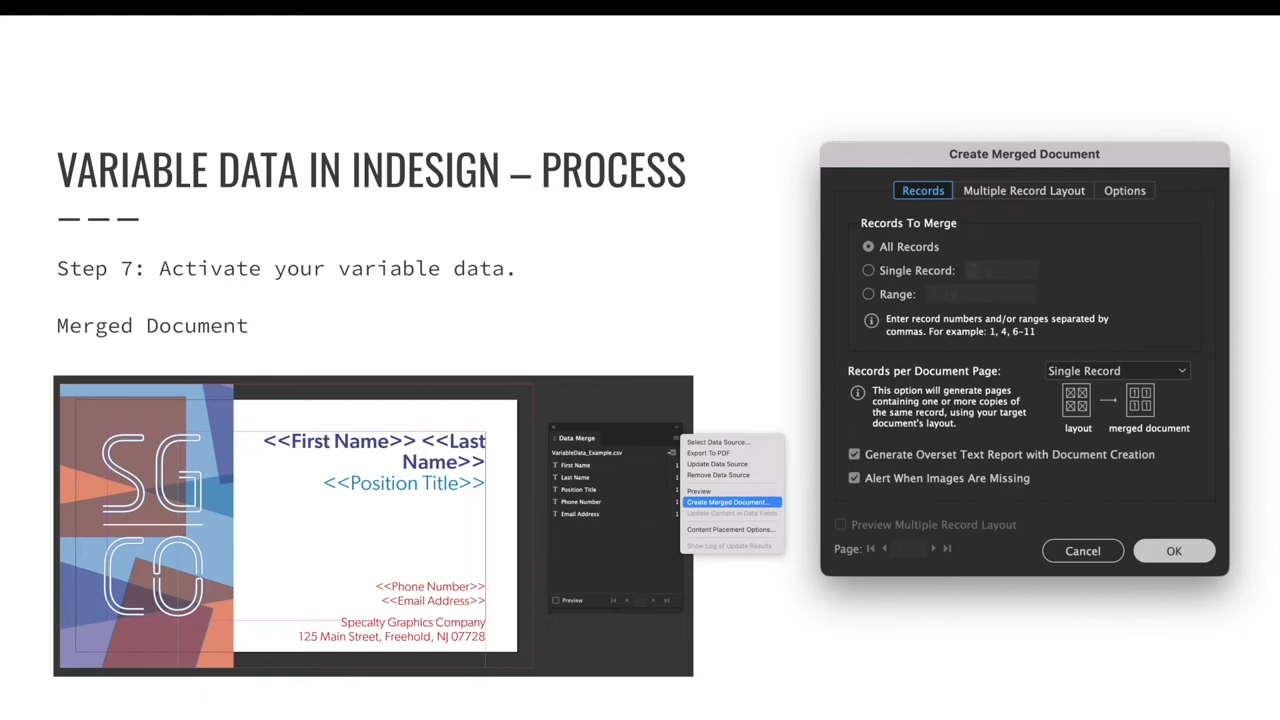 VARIABLE DATA IN INDESIGN – PROCESS
Step 7: Activate your variable data.
Merged Document
SG
CO
<<First Name>> <<Last
Name>>
<<Position Title>>
<<Phone Number>>
<<Email Address>>
Specialty Graphics Company
125 Main Street, Freehold, NJ 07728
Data Merge
VariableData_Example.csv
T First Name 1
T Last Name 1
T Position Title 1
T Phone Number 1
T Email Address 1
Preview
Select Data Source...
Export To PDF
Update Data Source
Remove Data Source
Preview
Create Merged Document...
Update Content in Data Fields
Content Placement Options...
Show Log of Update Results
Create Merged Document
Records Multiple Record Layout Options
Records To Merge
All Records
Single Record:
Range:
Enter record numbers and/or ranges separated by
commas. For example: 1, 4, 6–11
Records per Document Page: Single Record
This option will generate pages
containing one or more copies of
the same record, using your target
document's layout.
layout merged document
Generate Overset Text Report with Document Creation
Alert When Images Are Missing
Preview Multiple Record Layout
Page:
Cancel OK